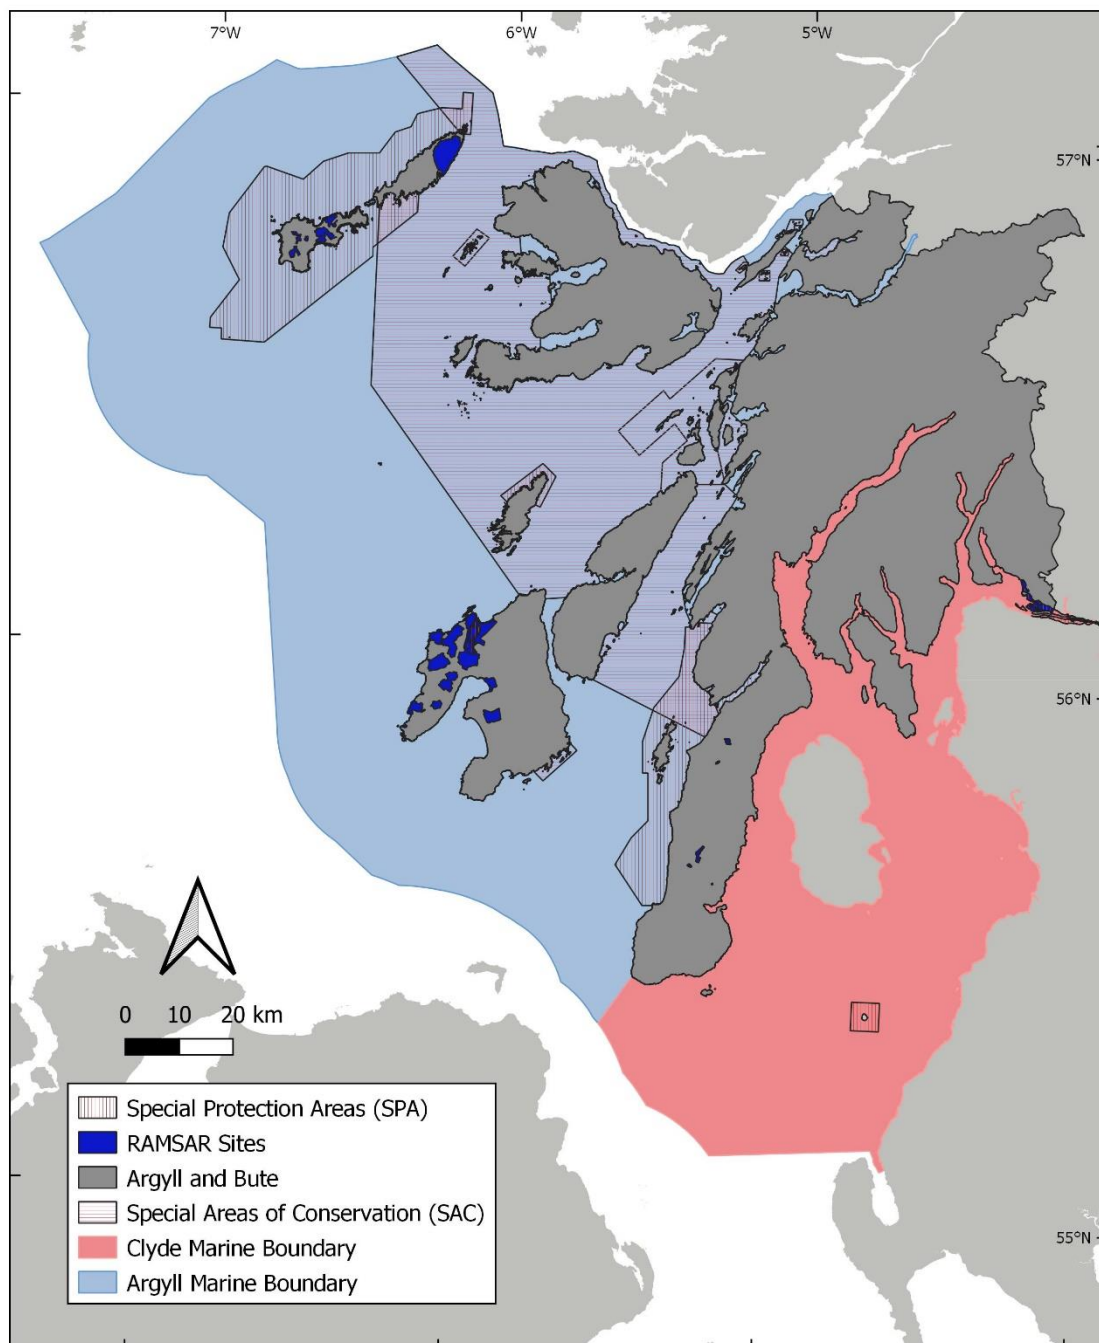 7°W 6°W 5°W
57°N
56°N
0 10 20 km
Special Protection Areas (SPA)
RAMSAR Sites
Argyll and Bute
Special Areas of Conservation (SAC)
Clyde Marine Boundary
Argyll Marine Boundary
55°N